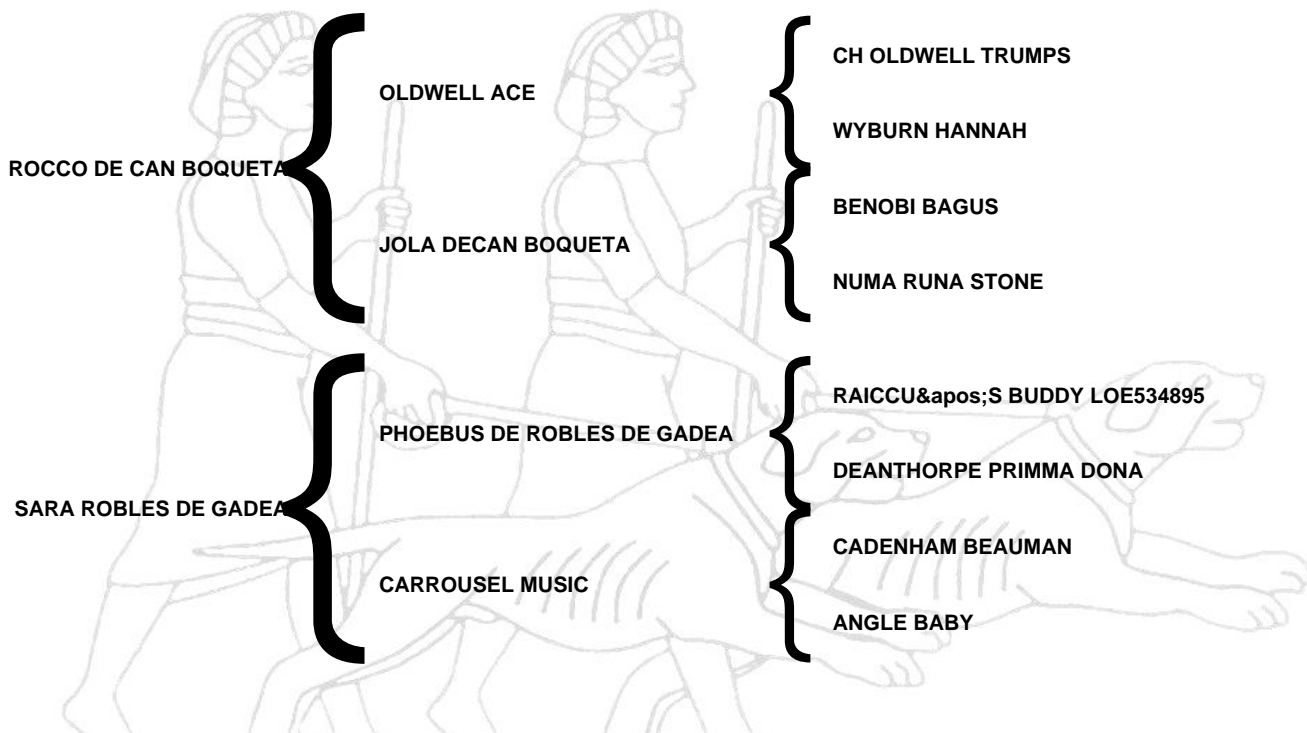 CH OLDWELL TRUMPS
OLDWELL ACE
WYBURN HANNAH
ROCCO DE CAN BOQUETA
BENOBI BAGUS
JOLA DECAN BOQUETA
NUMA RUNA STONE
RAICCU&apos;S BUDDY LOE534895
PHOEBUS DE ROBLES DE GADEA
DEANTHORPE PRIMMA DONA
SARA ROBLES DE GADEA
CADENHAM BEAUMAN
CARROUSEL MUSIC
ANGLE BABY